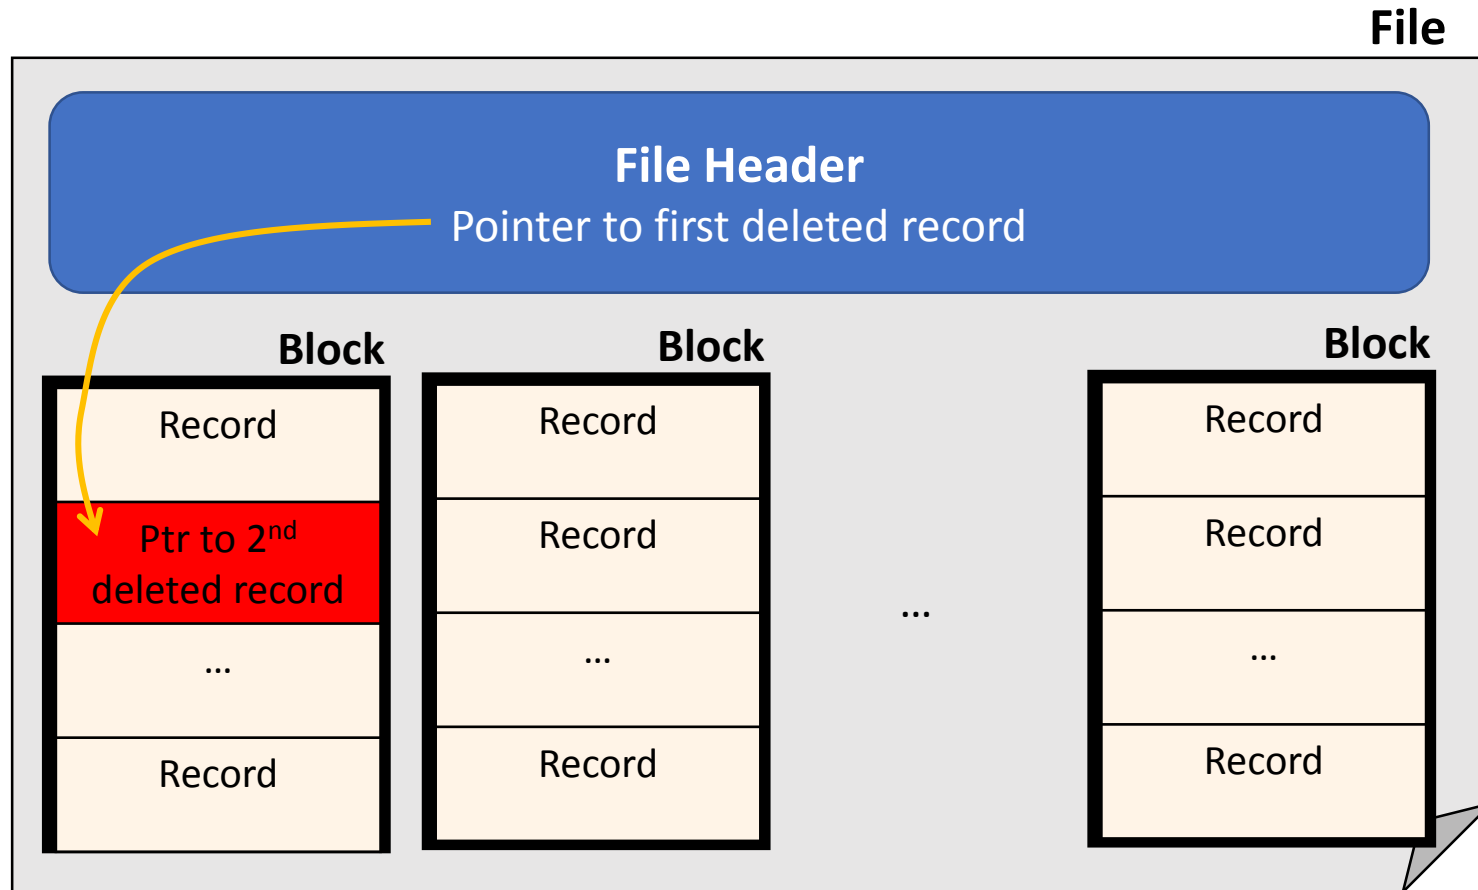 File
File Header
Pointer to first deleted record
Block
Block
Block
Record
Ptr to 2nd
deleted record
...
Record
Record
Record
...
Record
...
Record
Record
...
Record